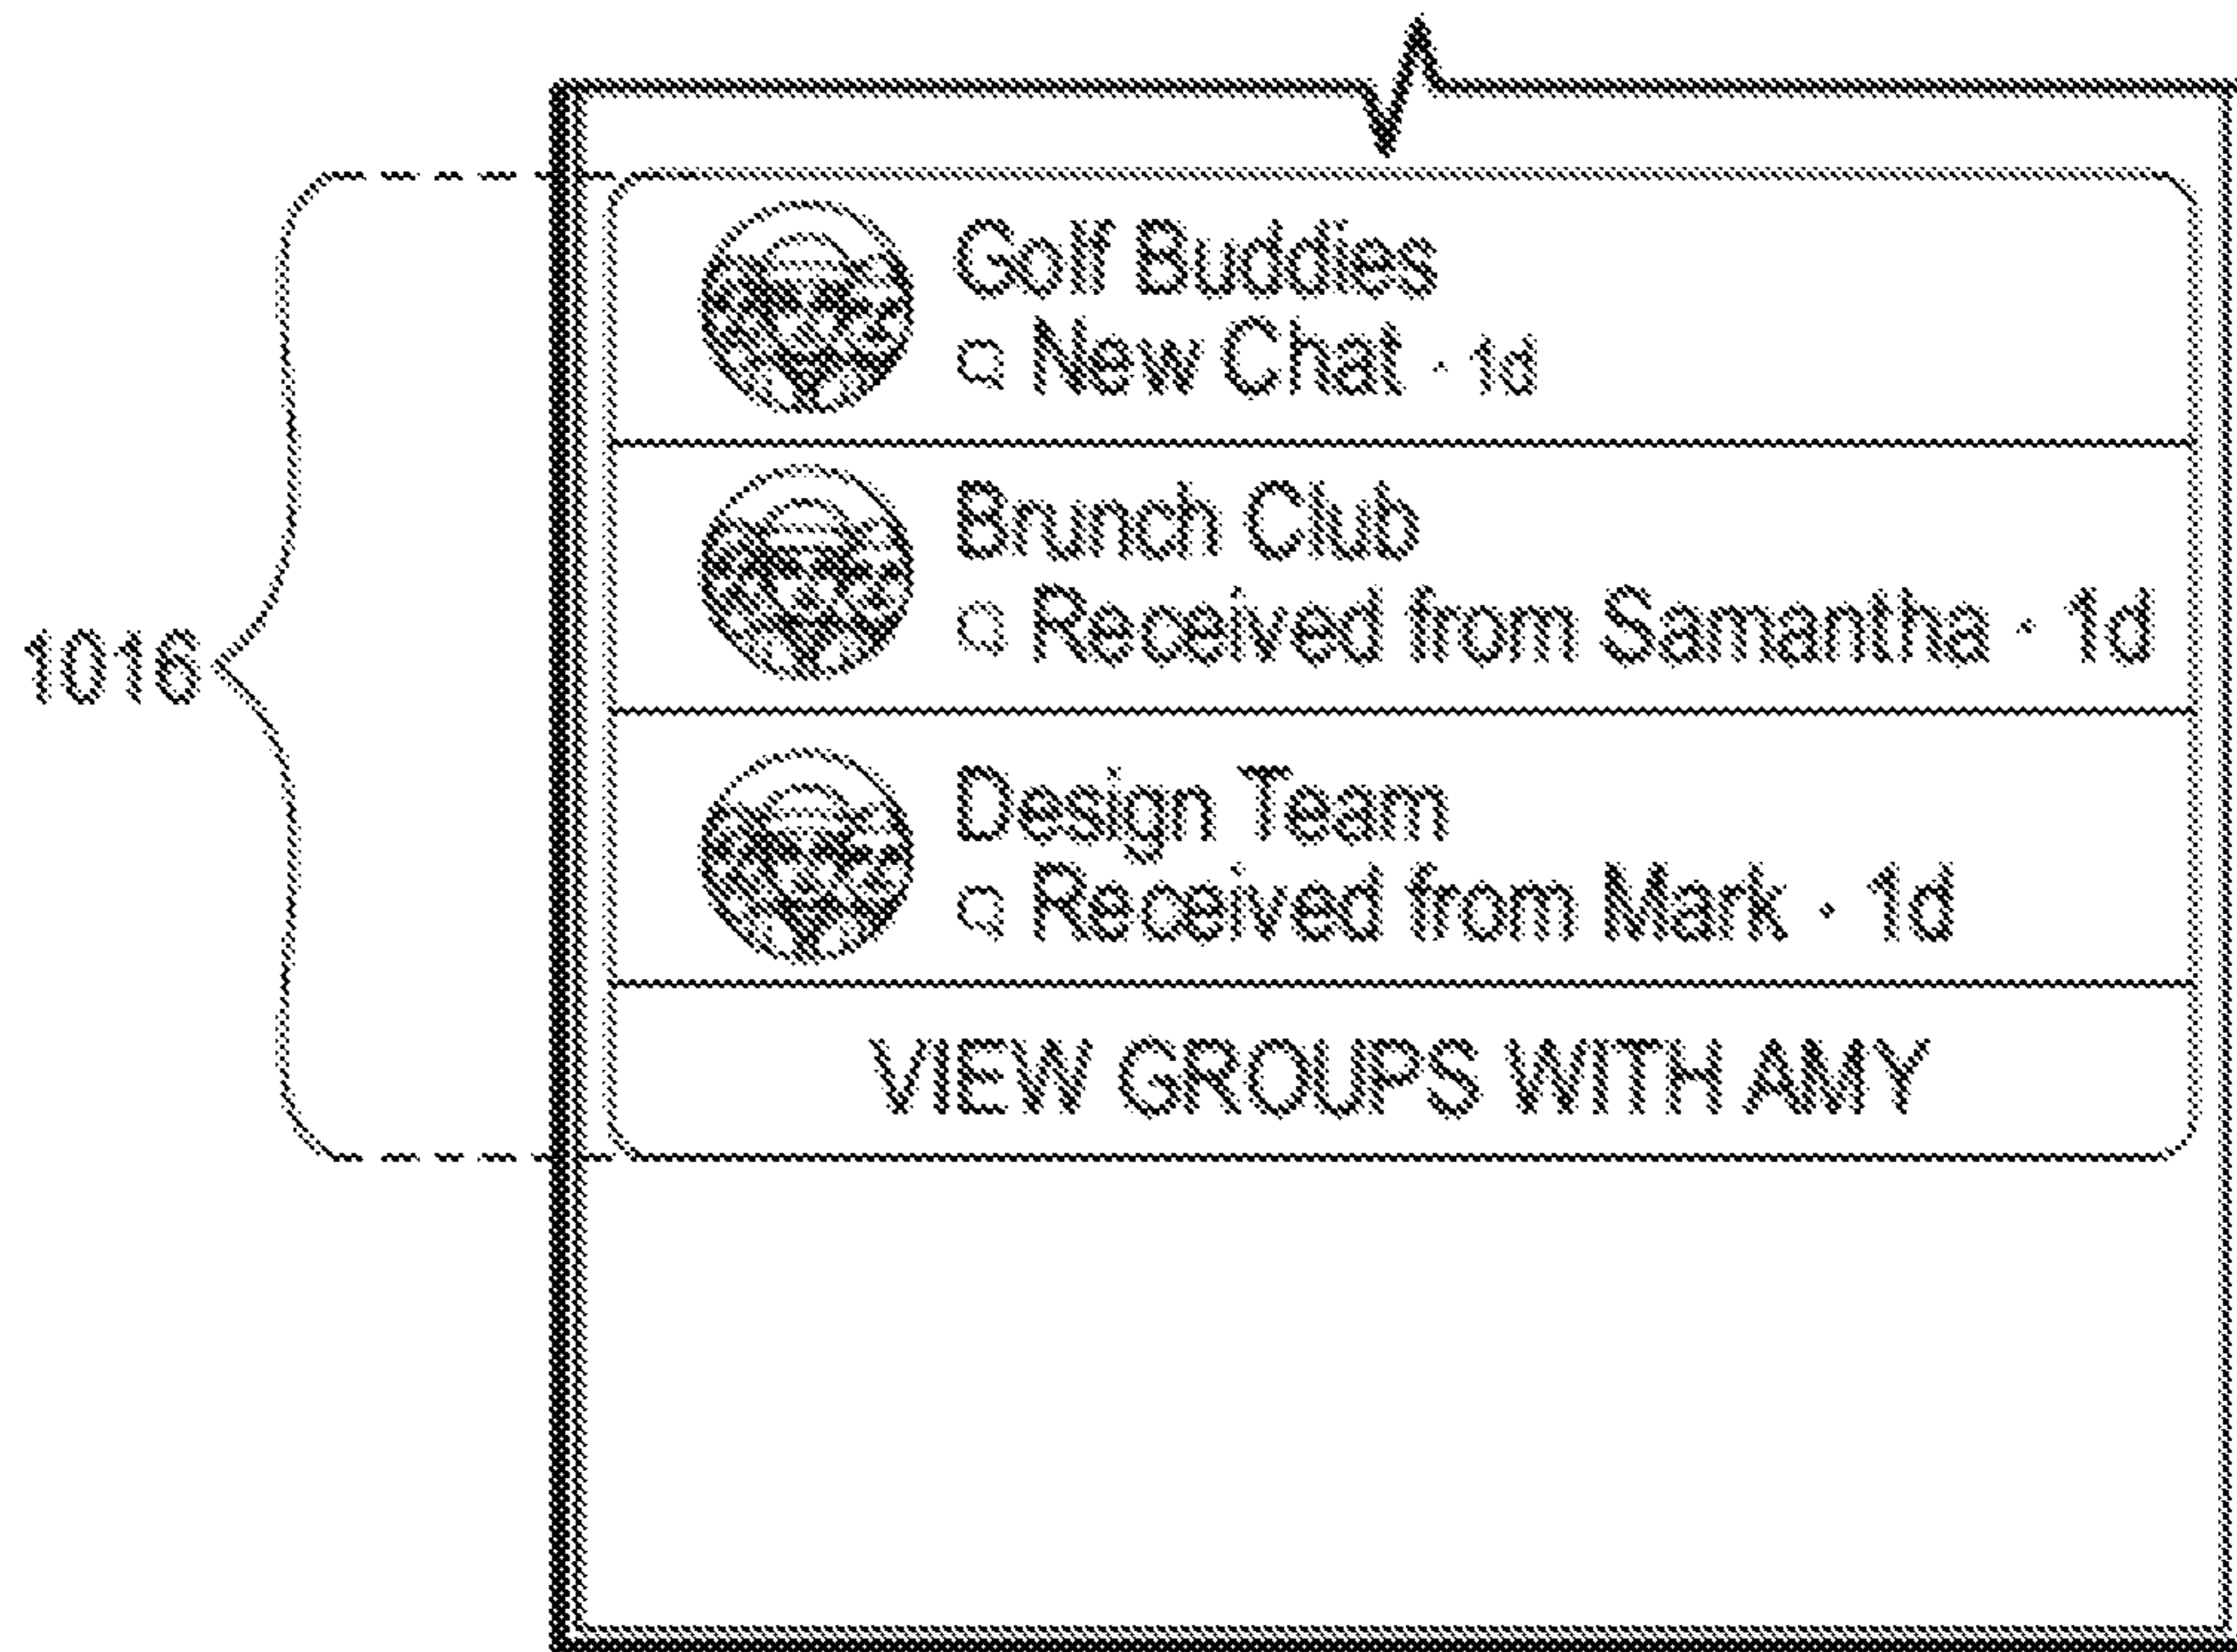 Golf Buddies
New Chat · 1d
Brunch Club
Received from Samantha · 1d
1016
Design Team
Received from Mark · 1d
VIEW GROUPS WITH AMY